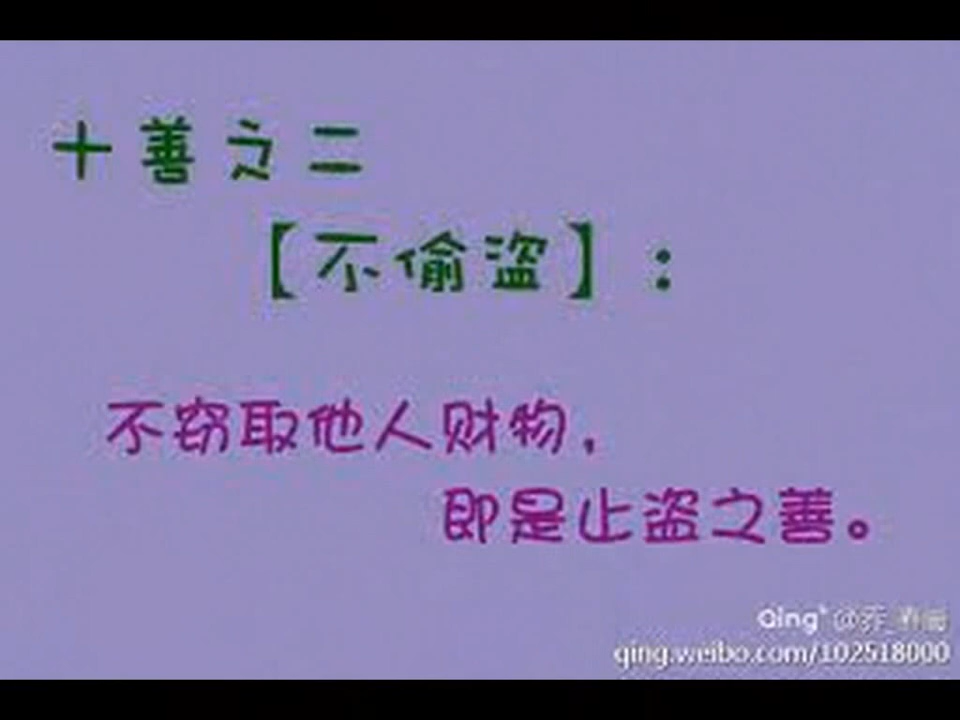 十善之二
【不偷盗】：
不窃取他人财物，
即是止盗之善。
Qing
qing.weibo.com/102518000